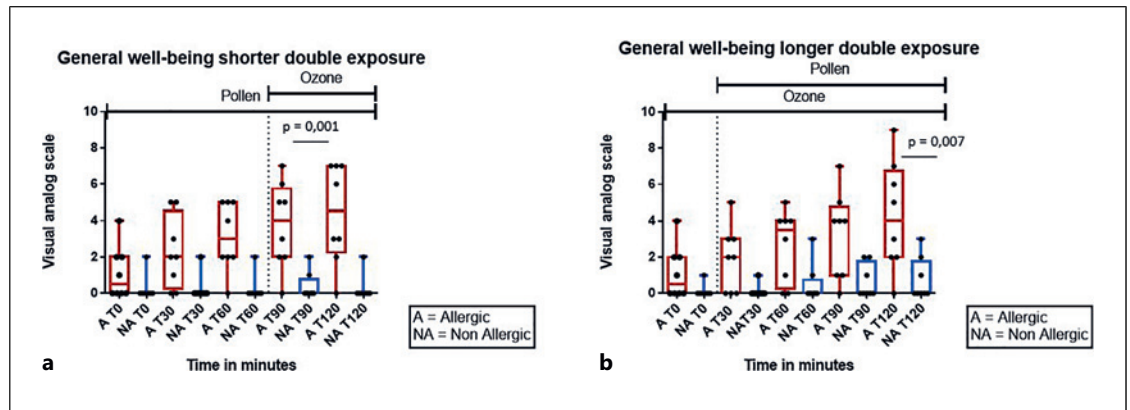 General well-being shorter double exposure
Ozone
Pollen
10
8
6
4
2
0
Visual analog scale
p = 0,001
A T0
NA T0
A T30
NA T30
A T60
NA T60
A T90
NA T90
A T120
NA T120
Time in minutes
A = Allergic
NA = Non Allergic
a
General well-being longer double exposure
Pollen
Ozone
10
8
6
4
2
0
Visual analog scale
p = 0,007
A T0
NA T0
A T30
NA T30
A T60
NA T60
A T90
NA T90
A T120
NA T120
Time in minutes
A = Allergic
NA = Non Allergic
b